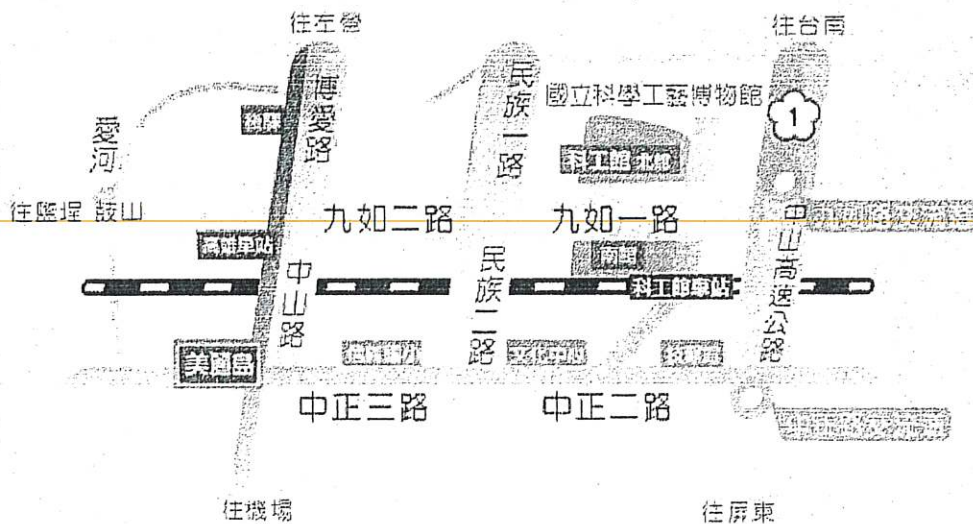 往左營
往台南
博愛路
民族一路
國立科學工藝博物館
1
愛河
後驛
科工館 北館
往鹽埕 鼓山
九如二路
九如一路
高雄車站
南館
中山高速公路
中山路
民族二路
科工館車站
美麗島
文化中心
中正三路
中正二路
往機場
往屏東